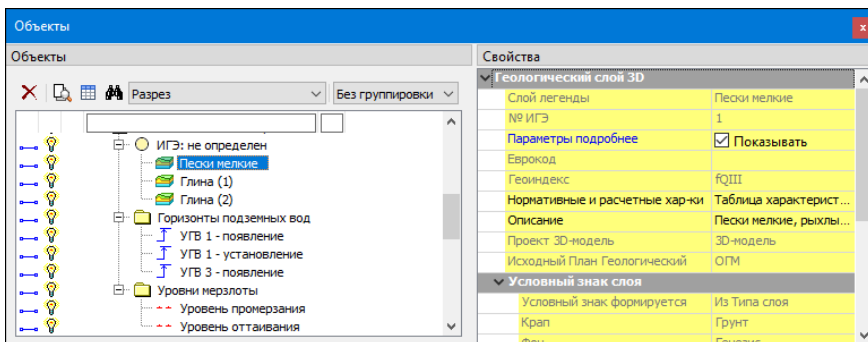 Объекты
x
Объекты
Свойства
Разрез
Без группировки
ИГЭ: не определен
Пески мелкие
Глина (1)
Глина (2)
Горизонты подземных вод
УГВ 1 - появление
УГВ 1 - установление
УГВ 3 - появление
Уровни мерзлоты
Уровень промерзания
Уровень оттаивания
Геологический слой 3D
Слой легенды Пески мелкие
№ ИГЭ 1
Параметры подробнее Показывать
Еврокод
Геоиндекс fQIII
Нормативные и расчетные хар-ки Таблица характерист...
Описание Пески мелкие, рыхлы...
Проект 3D-модель 3D-модель
Исходный План Геологический ОГМ
Условный знак слоя
Условный знак формируется Из Типа слоя
Крап Грунт